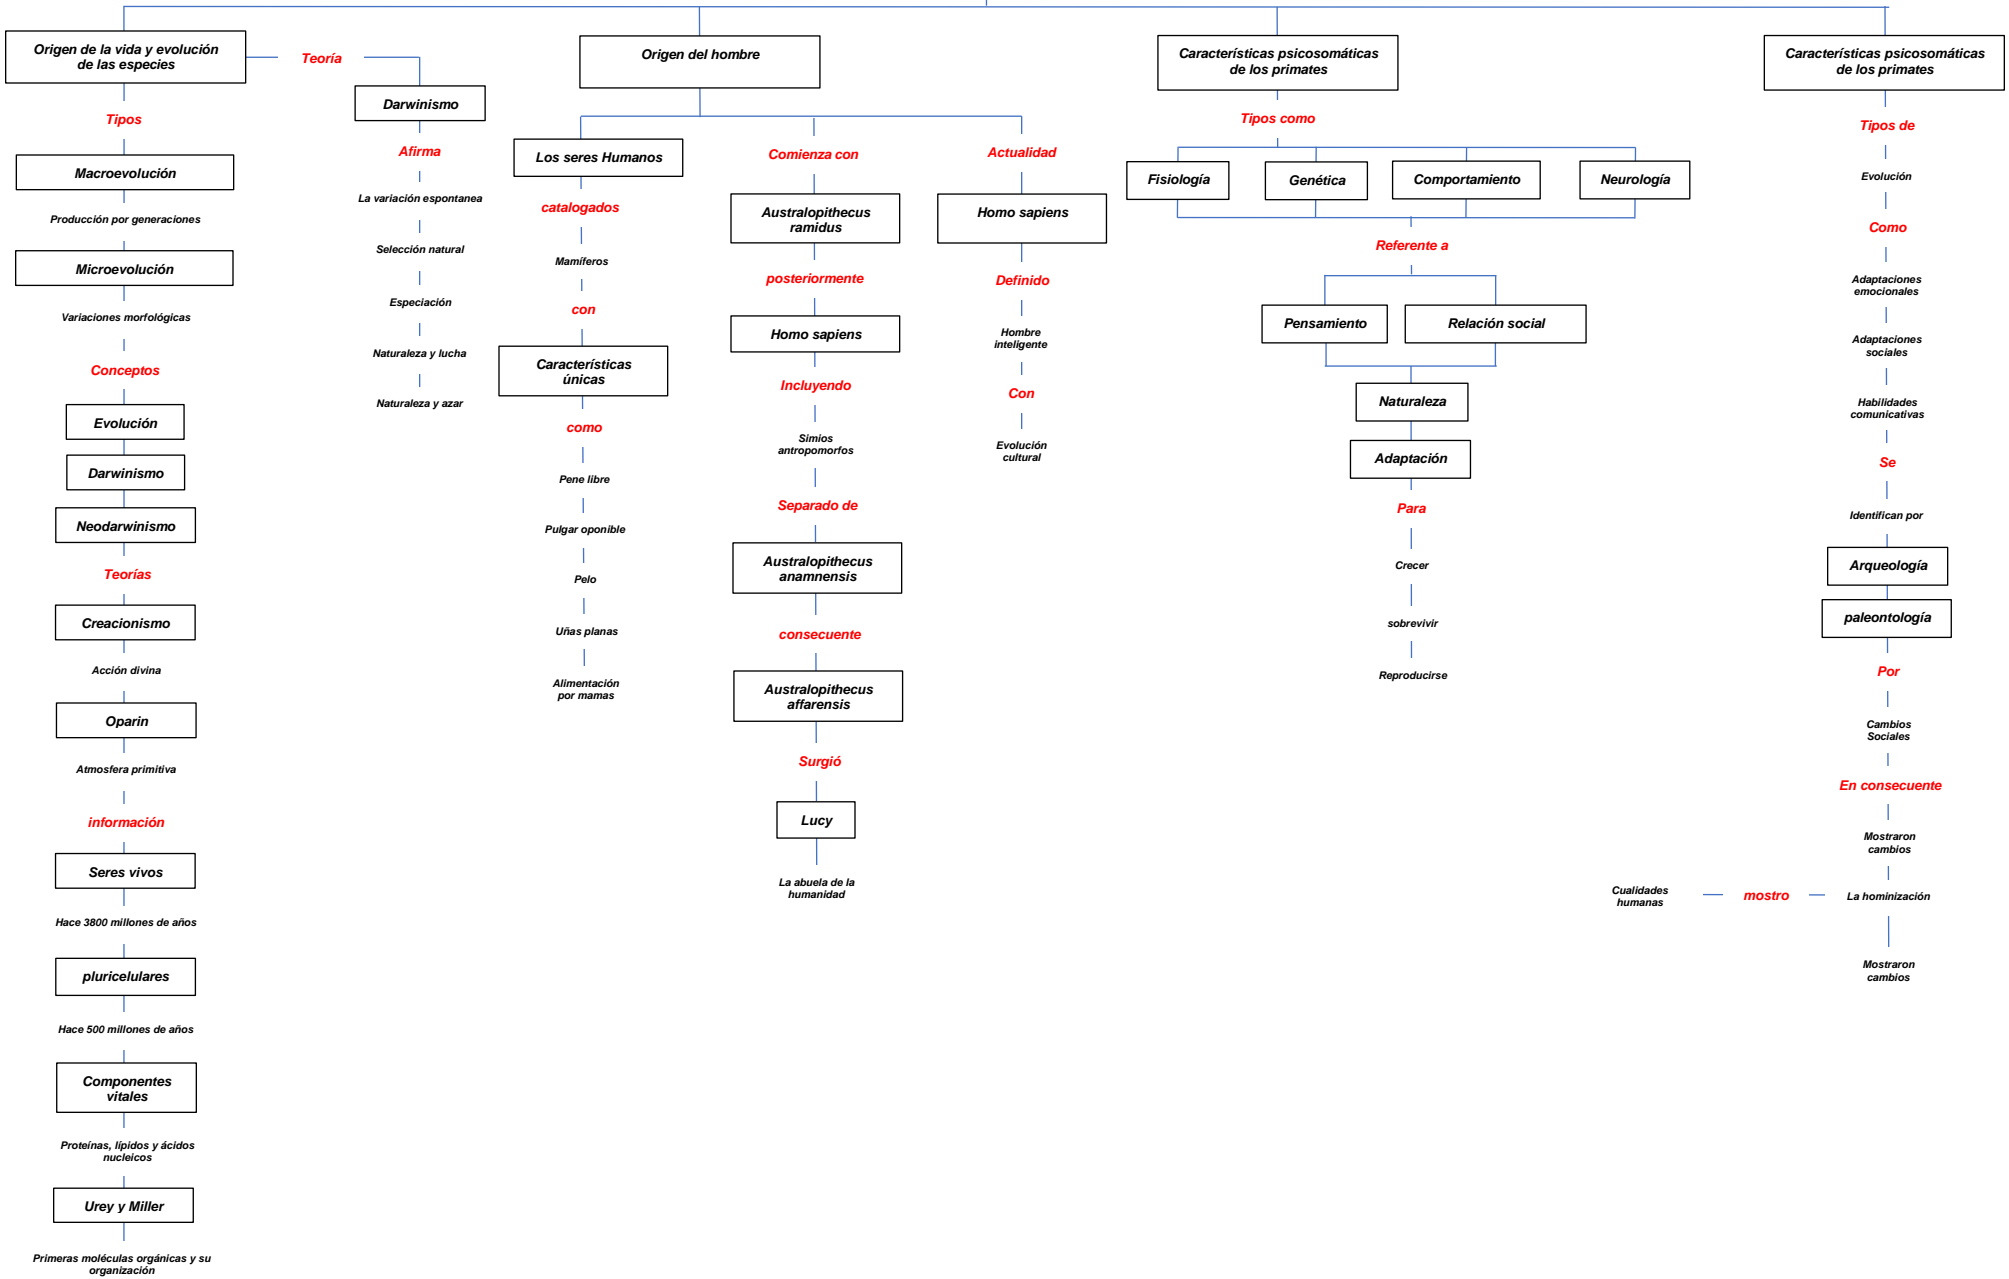 Origen de la vida y evolución
de las especies
Teoría
Darwinismo
Afirma
La variación espontanea
Selección natural
Especiación
Naturaleza y lucha
Naturaleza y azar
Tipos
Macroevolución
Producción por generaciones
Microevolución
Variaciones morfológicas
Conceptos
Evolución
Darwinismo
Neodarwinismo
Teorías
Creacionismo
Acción divina
Oparin
Atmosfera primitiva
información
Seres vivos
Hace 3800 millones de años
pluricelulares
Hace 500 millones de años
Componentes
vitales
Proteínas, lípidos y ácidos
nucleicos
Urey y Miller
Primeras moléculas orgánicas y su
organización
Origen del hombre
Los seres Humanos
catalogados
Mamíferos
con
Características
únicas
como
Pene libre
Pulgar oponible
Pelo
Uñas planas
Alimentación
por mamas
Comienza con
Australopithecus
ramidus
posteriormente
Homo sapiens
Incluyendo
Simios
antropomorfos
Separado de
Australopithecus
anamnensis
consecuente
Australopithecus
affarensis
Surgió
Lucy
La abuela de la
humanidad
Actualidad
Homo sapiens
Definido
Hombre
inteligente
Con
Evolución
cultural
Características psicosomáticas
de los primates
Tipos como
Fisiología
Genética
Comportamiento
Neurología
Referente a
Pensamiento
Relación social
Naturaleza
Adaptación
Para
Crecer
sobrevivir
Reproducirse
Características psicosomáticas
de los primates
Tipos de
Evolución
Como
Adaptaciones
emocionales
Adaptaciones
sociales
Habilidades
comunicativas
Se
Identifican por
Arqueología
paleontología
Por
Cambios
Sociales
En consecuente
Mostraron
cambios
La hominización
mostro
Cualidades
humanas
Mostraron
cambios